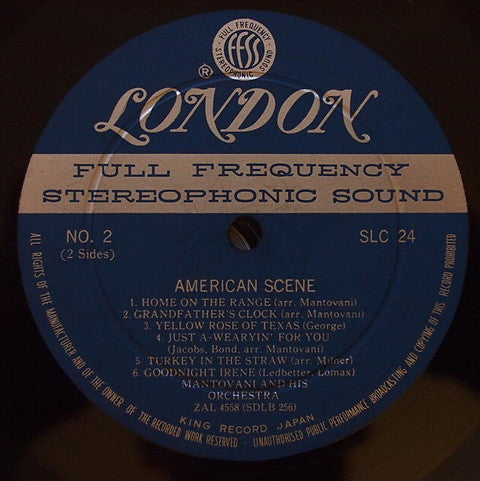 FULL FREQUENCY
FFSS
STEREOPHONIC SOUND
®
LONDON
FULL FREQUENCY
STEREOPHONIC SOUND
NO. 2
SLC 24
(2 Sides)
AMERICAN SCENE
1. HOME ON THE RANGE (arr. Mantovani)
2. GRANDFATHER'S CLOCK (arr. Mantovani)
3. YELLOW ROSE OF TEXAS (George)
4. JUST A-WEARYIN' FOR YOU
(Jacobs, Bond, arr. Mantovani)
5. TURKEY IN THE STRAW (arr. Milner)
6. GOODNIGHT IRENE (Ledbetter, Lomax)
MANTOVANI AND HIS
ORCHESTRA
ZAL 4558 (SDLB 256)
KING RECORD JAPAN
ALL RIGHTS OF THE MANUFACTURER AND OF THE OWNER OF THE RECORDED WORK RESERVED - UNAUTHORISED PUBLIC PERFORMANCE BROADCASTING AND COPYING OF THIS RECORD PROHIBITED